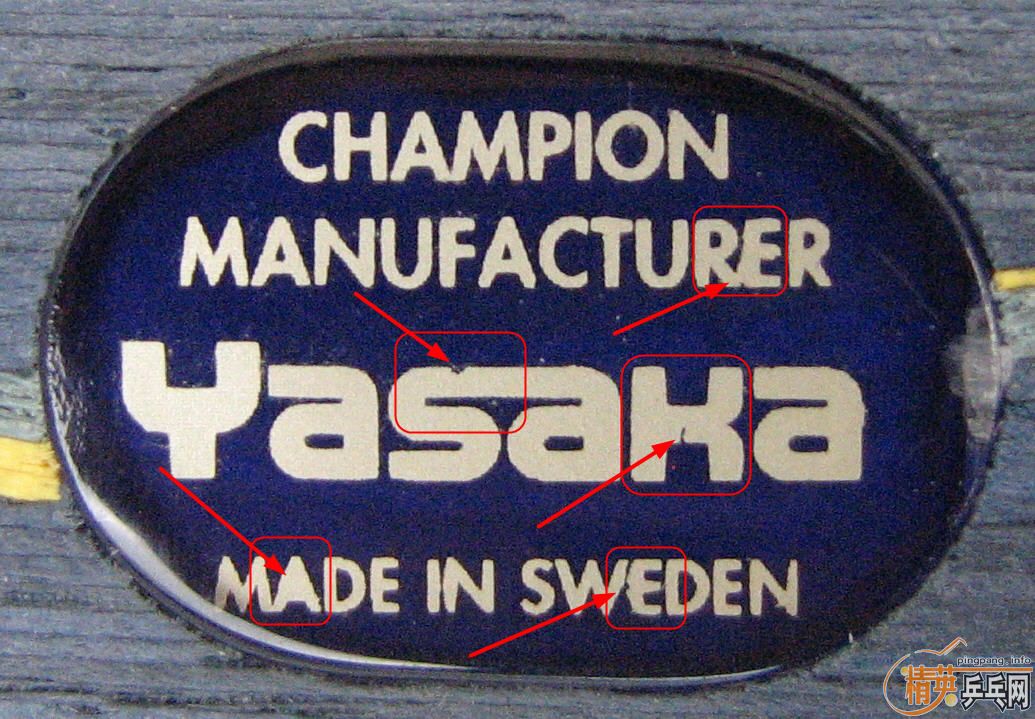 CHAMPION
MANUFACTURER
Yasaka
MADE IN SWEDEN
pingpang.info
精英乒乓网